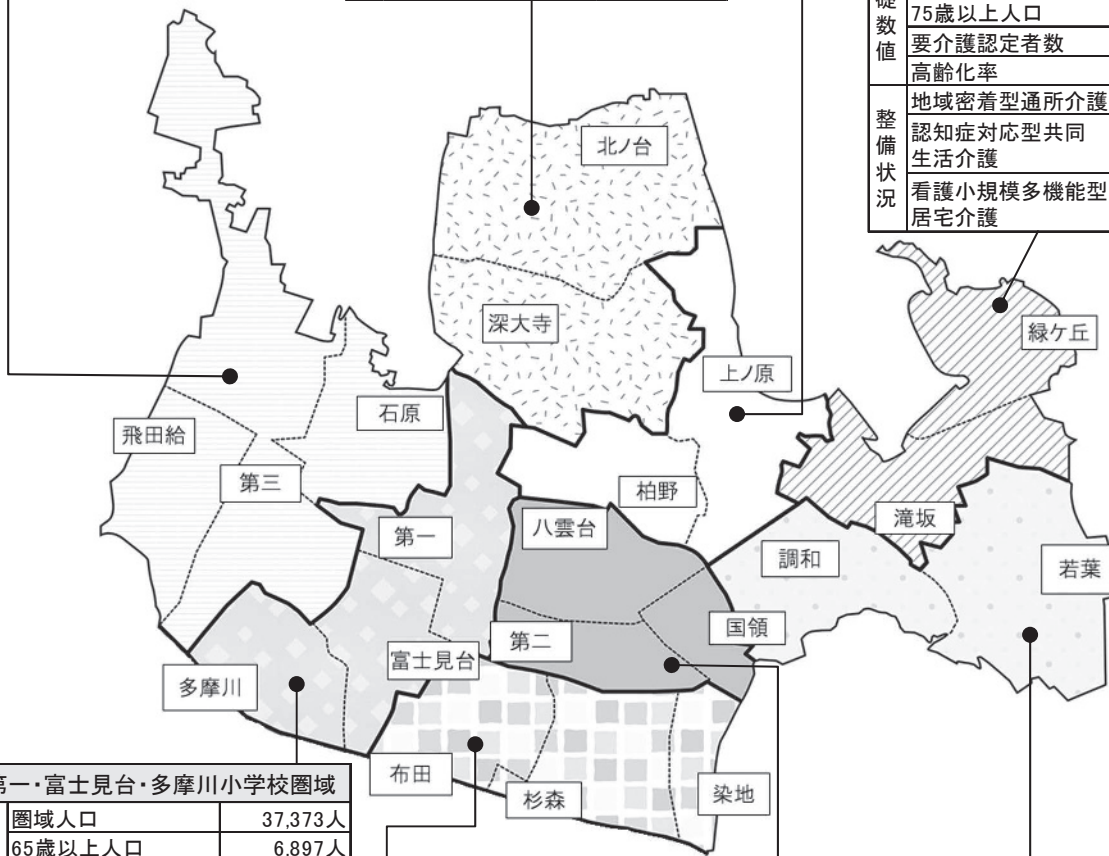 礎数値
75歳以上人口
要介護認定者数
高齢化率
整備状況
地域密着型通所介護
認知症対応型共同
生活介護
看護小規模多機能型
居宅介護
北ノ台
深大寺
緑ケ丘
上ノ原
石原
飛田給
第三
柏野
滝坂
第一
八雲台
調和
若葉
国領
第二
富士見台
多摩川
布田
杉森
染地
第一・富士見台・多摩川小学校圏域
圏域人口 37,373人
65歳以上人口 6,897人